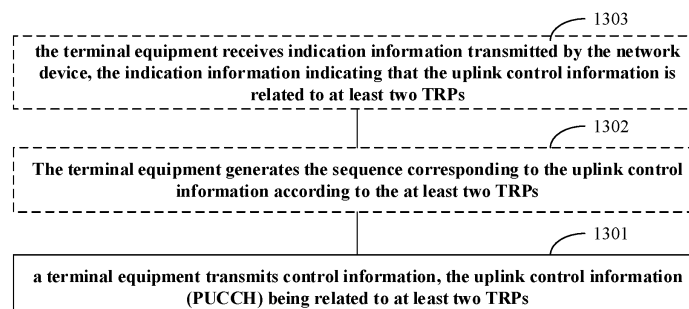 1303
the terminal equipment receives indication information transmitted by the network
device, the indication information indicating that the uplink control information is
related to at least two TRPs
1302
The terminal equipment generates the sequence corresponding to the uplink control
information according to the at least two TRPs
1301
a terminal equipment transmits control information, the uplink control information
(PUCCH) being related to at least two TRPs